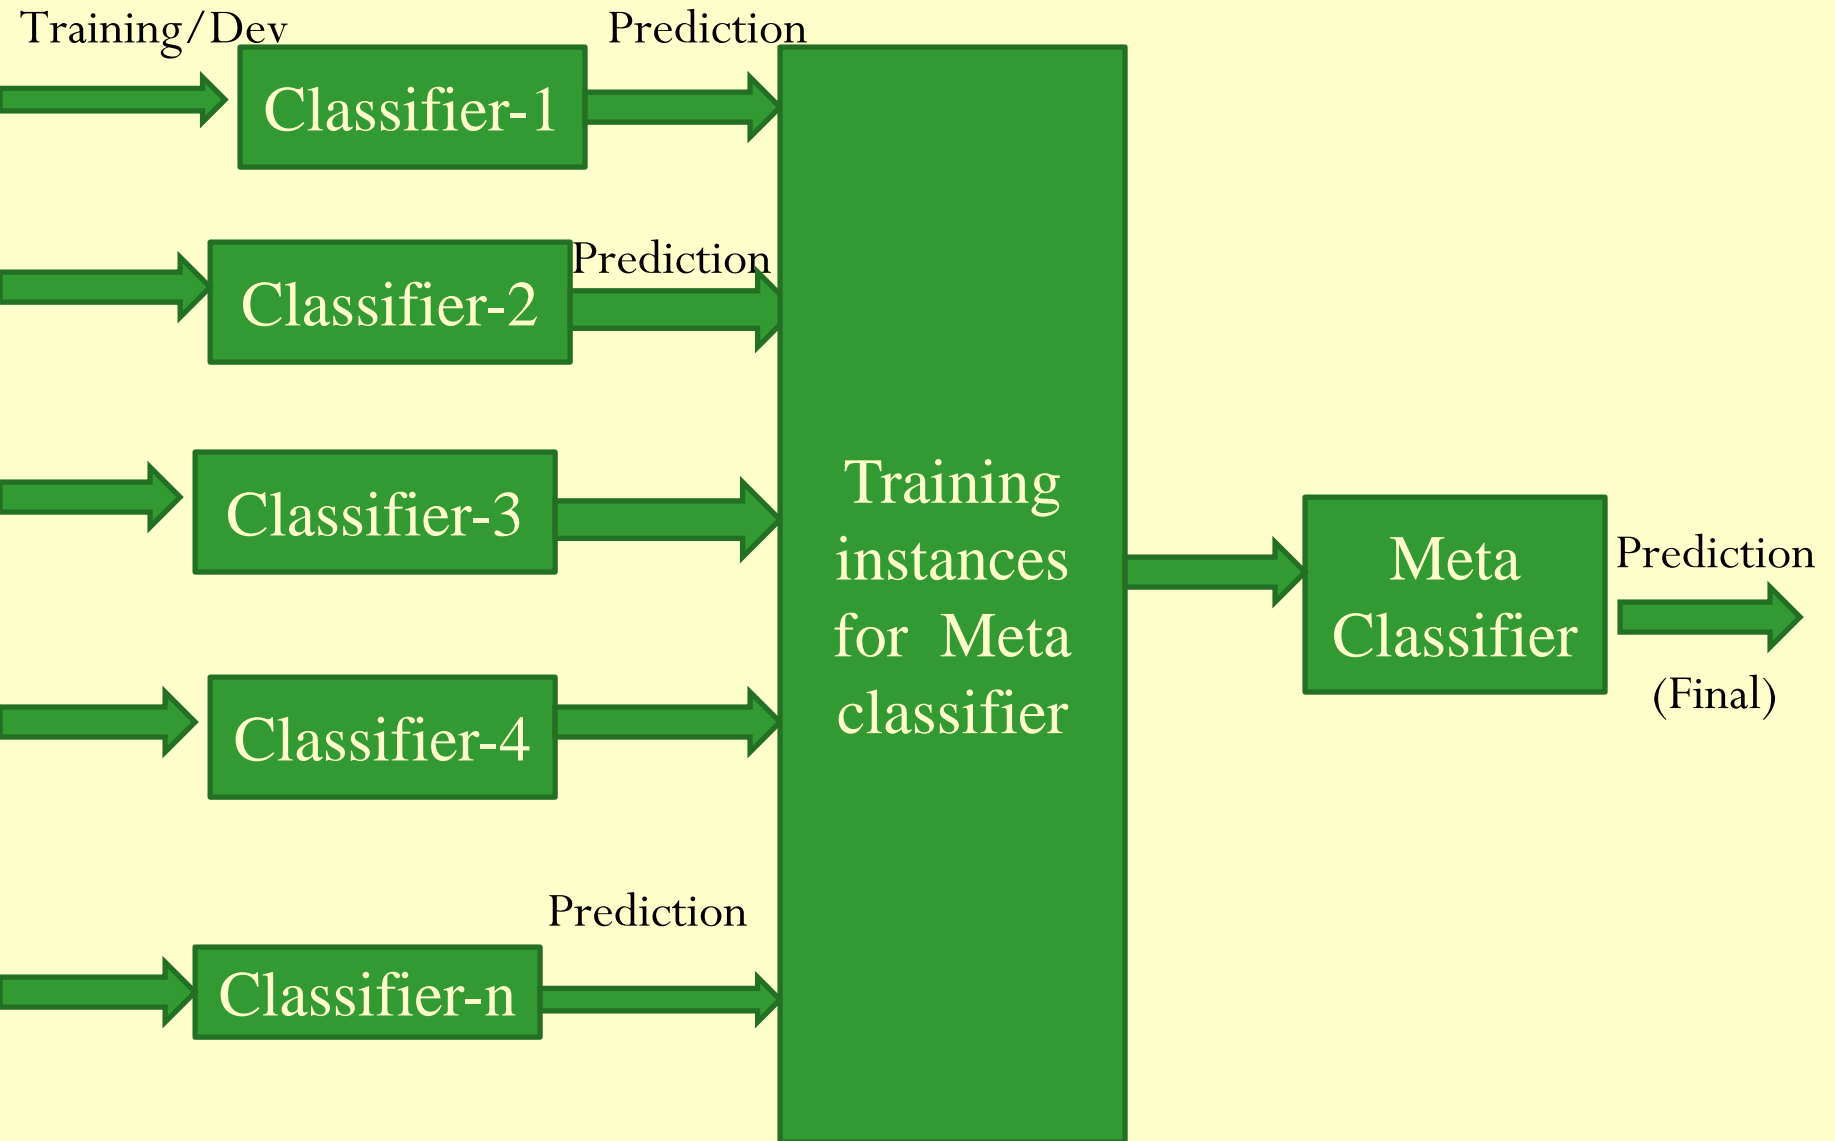 Training/Dev
Prediction
Classifier-1
Prediction
Classifier-2
Classifier-3
Classifier-4
Prediction
Classifier-n
Training
instances
for Meta
classifier
Meta
Classifier
Prediction
(Final)